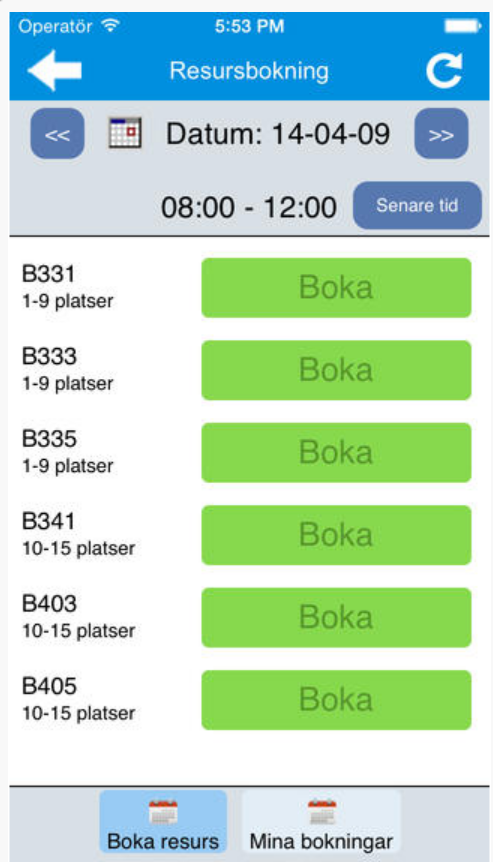 Operatör 5:53 PM
Resursbokning
<< Datum: 14-04-09 >>
08:00 - 12:00 Senare tid
B331
1-9 platser
Boka
B333
1-9 platser
Boka
B335
1-9 platser
Boka
B341
10-15 platser
Boka
B403
10-15 platser
Boka
B405
10-15 platser
Boka
Boka resurs Mina bokningar